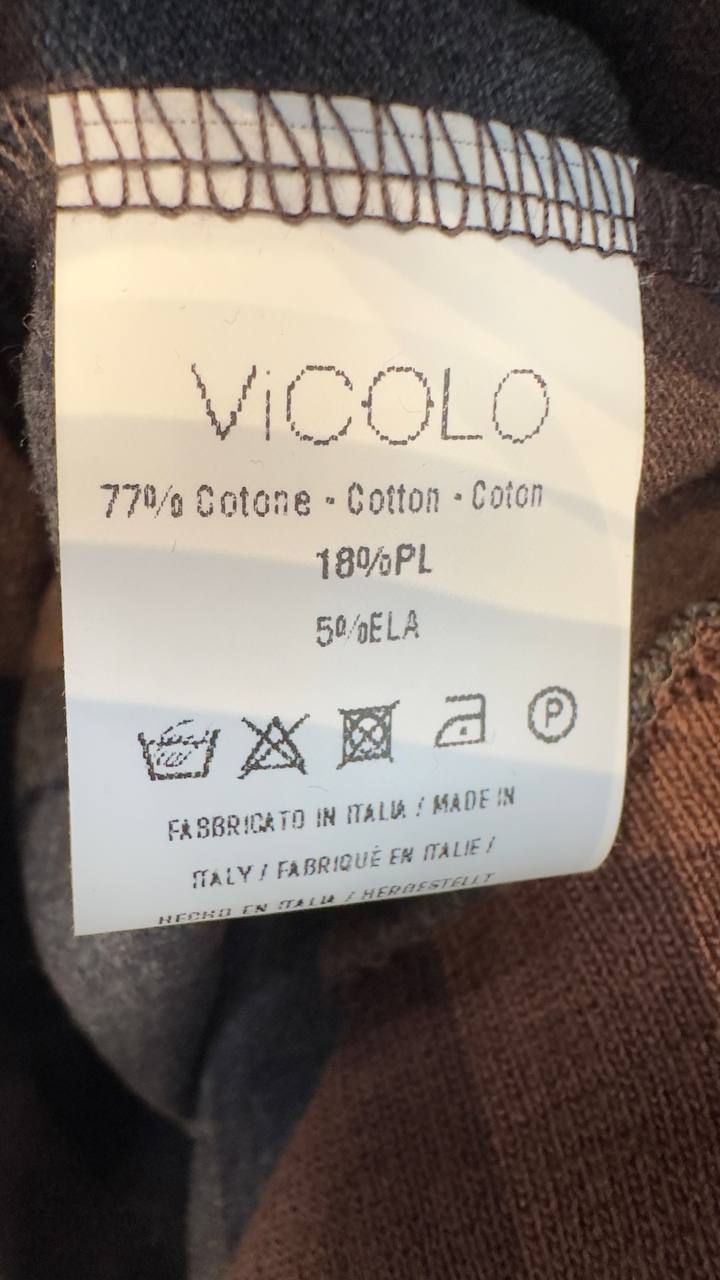 ViCOLO
77% Cotone - Cotton - Coton
18%PL
5%ELA
P
FABBRICATO IN ITALIA / MADE IN
ITALY / FABRIQUÉ EN ITALIE /
HECHO EN ITALIA / HERGESTELLT